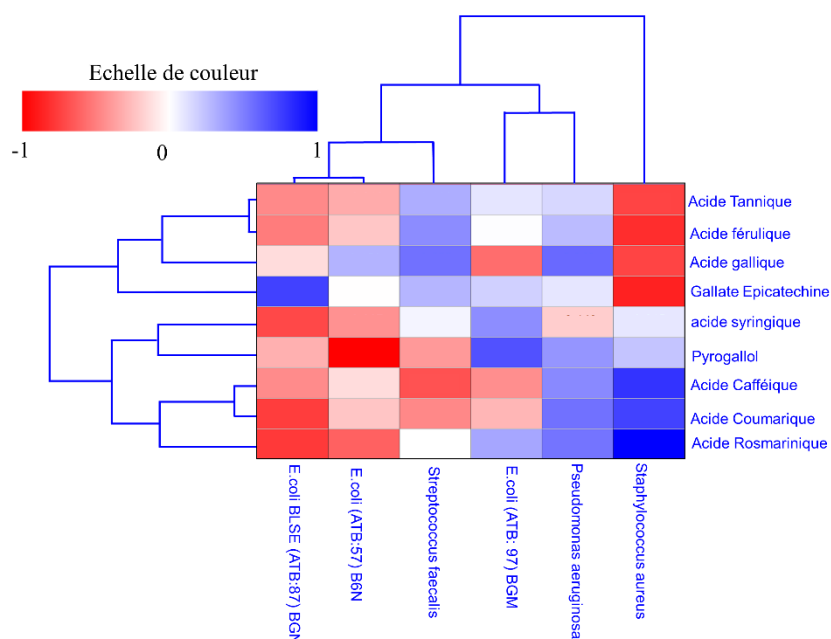 Echelle de couleur
-1 0 1
Acide Tannique
Acide férulique
Acide gallique
Gallate Epicatechine
acide syringique
Pyrogallol
Acide Cafféique
Acide Coumarique
Acide Rosmarinique
E.coli BLSE (ATB:87) BGN
E.coli (ATB:57) B6N
Streptococcus faecalis
E.coli (ATB: 97) BGM
Pseudomonas aeruginosa
Staphylococcus aureus